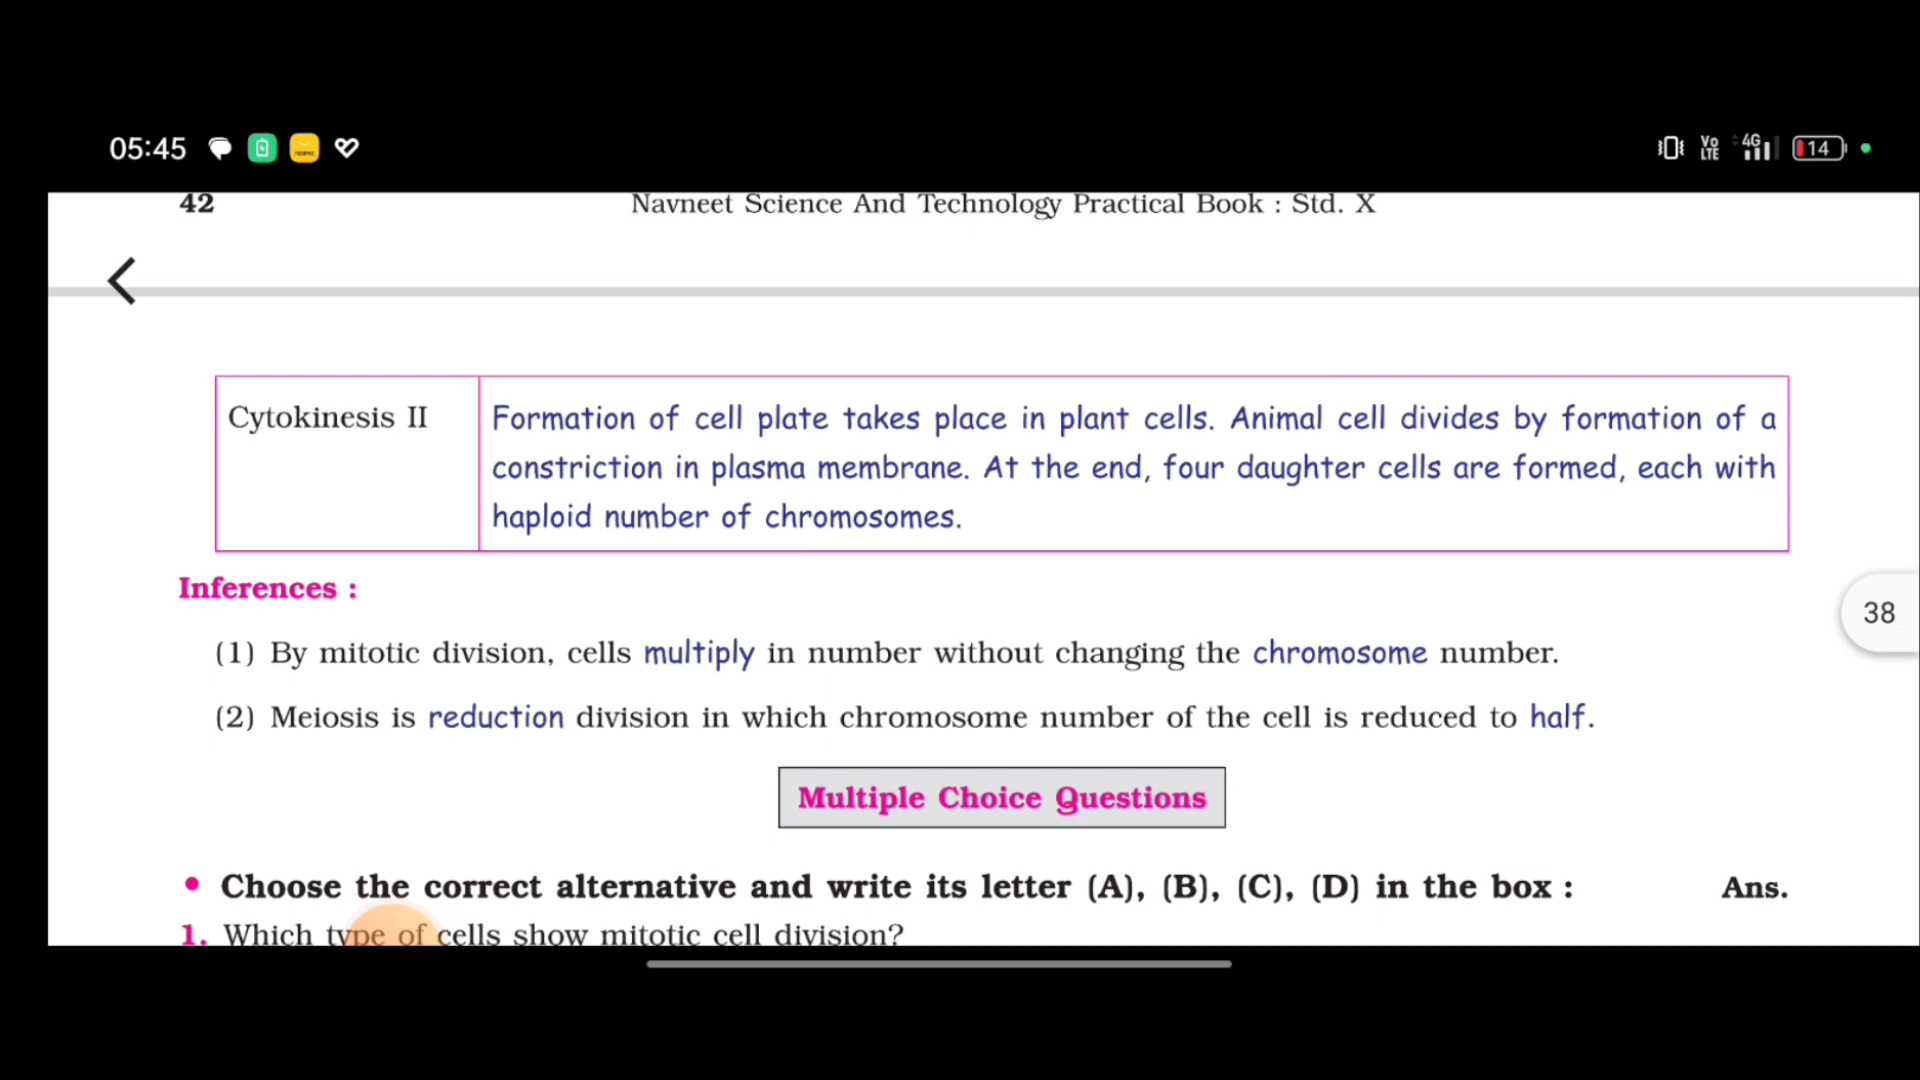 05:45
Vo LTE 4G 14
42 Navneet Science And Technology Practical Book : Std. X
Cytokinesis II
Formation of cell plate takes place in plant cells. Animal cell divides by formation of a
constriction in plasma membrane. At the end, four daughter cells are formed, each with
haploid number of chromosomes.
38
Inferences :
(1) By mitotic division, cells multiply in number without changing the chromosome number.
(2) Meiosis is reduction division in which chromosome number of the cell is reduced to half.
Multiple Choice Questions
• Choose the correct alternative and write its letter (A), (B), (C), (D) in the box : Ans.
1. Which type of cells show mitotic cell division?